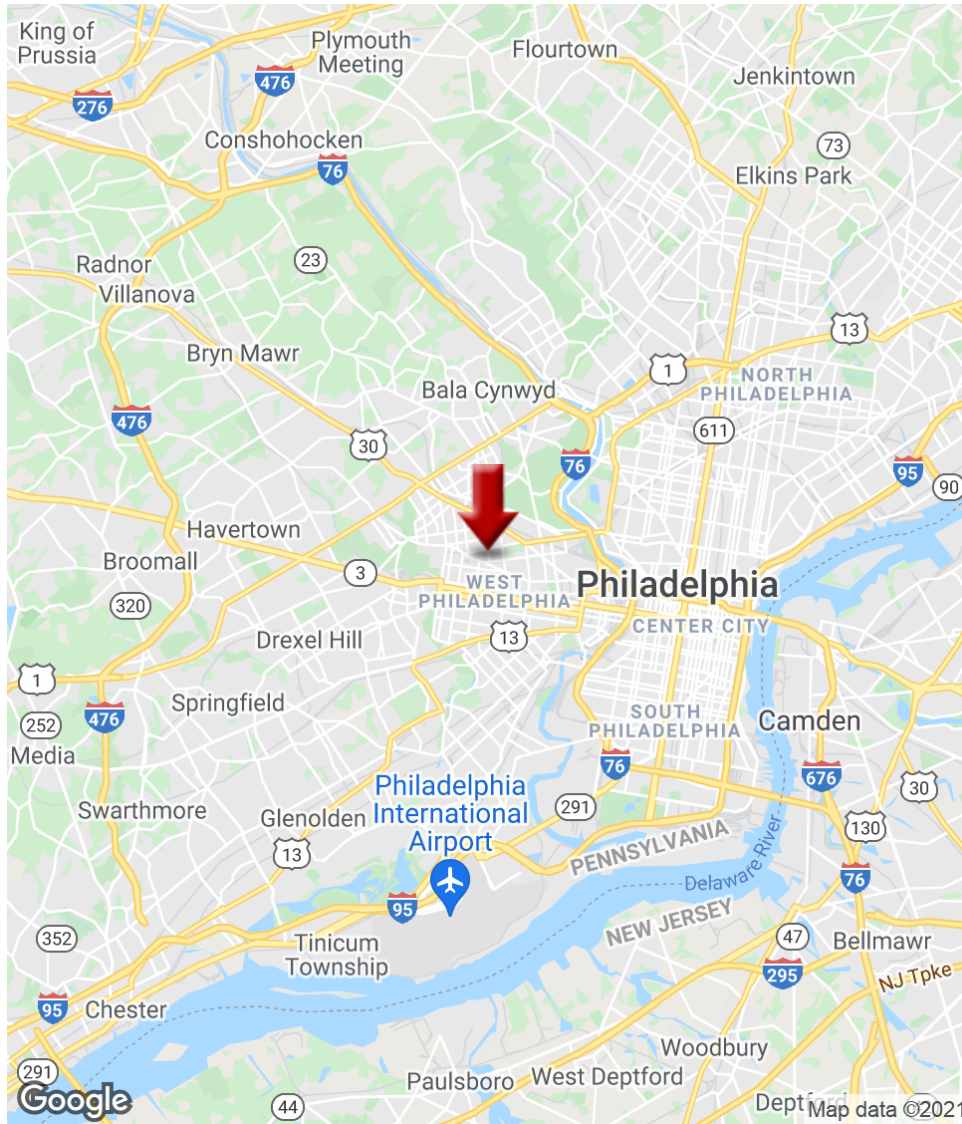 King of
Prussia
Plymouth
Meeting
Flourtown
Jenkintown
476
276
Conshohocken
73
76
Elkins Park
23
Radnor
Villanova
13
Bryn Mawr
1
NORTH
PHILADELPHIA
Bala Cynwyd
476
611
30
76
95
90
Havertown
Broomall
3
WEST
PHILADELPHIA
Philadelphia
320
CENTER CITY
Drexel Hill
13
1
Springfield
252
476
SOUTH
PHILADELPHIA
Camden
Media
76
676
Philadelphia
International
Airport
30
Swarthmore
Glenolden
291
130
13
PENNSYLVANIA
Delaware River
76
95
NEW JERSEY
352
47
Bellmawr
Tinicum
Township
295
NJ Tpke
95
Chester
Woodbury
291
Paulsboro
West Deptford
Google
44
Deptford
Map data ©2021